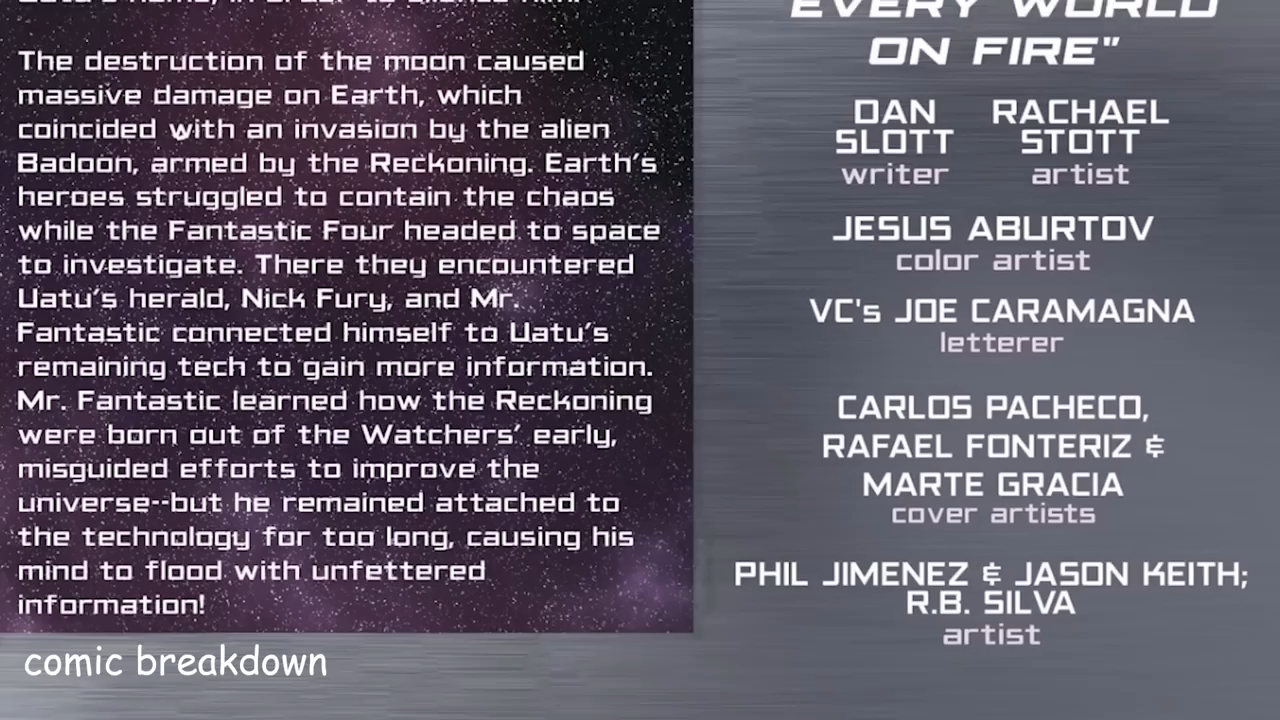 The destruction of the moon caused
massive damage on Earth, which
coincided with an invasion by the alien
Badoon, armed by the Reckoning. Earth's
heroes struggled to contain the chaos
while the Fantastic Four headed to space
to investigate. There they encountered
Uatu's herald, Nick Fury, and Mr.
Fantastic connected himself to Uatu's
remaining tech to gain more information.
Mr. Fantastic learned how the Reckoning
were born out of the Watchers' early,
misguided efforts to improve the
universe--but he remained attached to
the technology for too long, causing his
mind to flood with unfettered
information!
comic breakdown
EVERY WORLD
ON FIRE"
DAN
SLOTT
writer
RACHAEL
STOTT
artist
JESUS ABURTOV
color artist
VC's JOE CARAMAGNA
letterer
CARLOS PACHECO,
RAFAEL FONTERIZ &
MARTE GRACIA
cover artists
PHIL JIMENEZ & JASON KEITH;
R.B. SILVA
artist